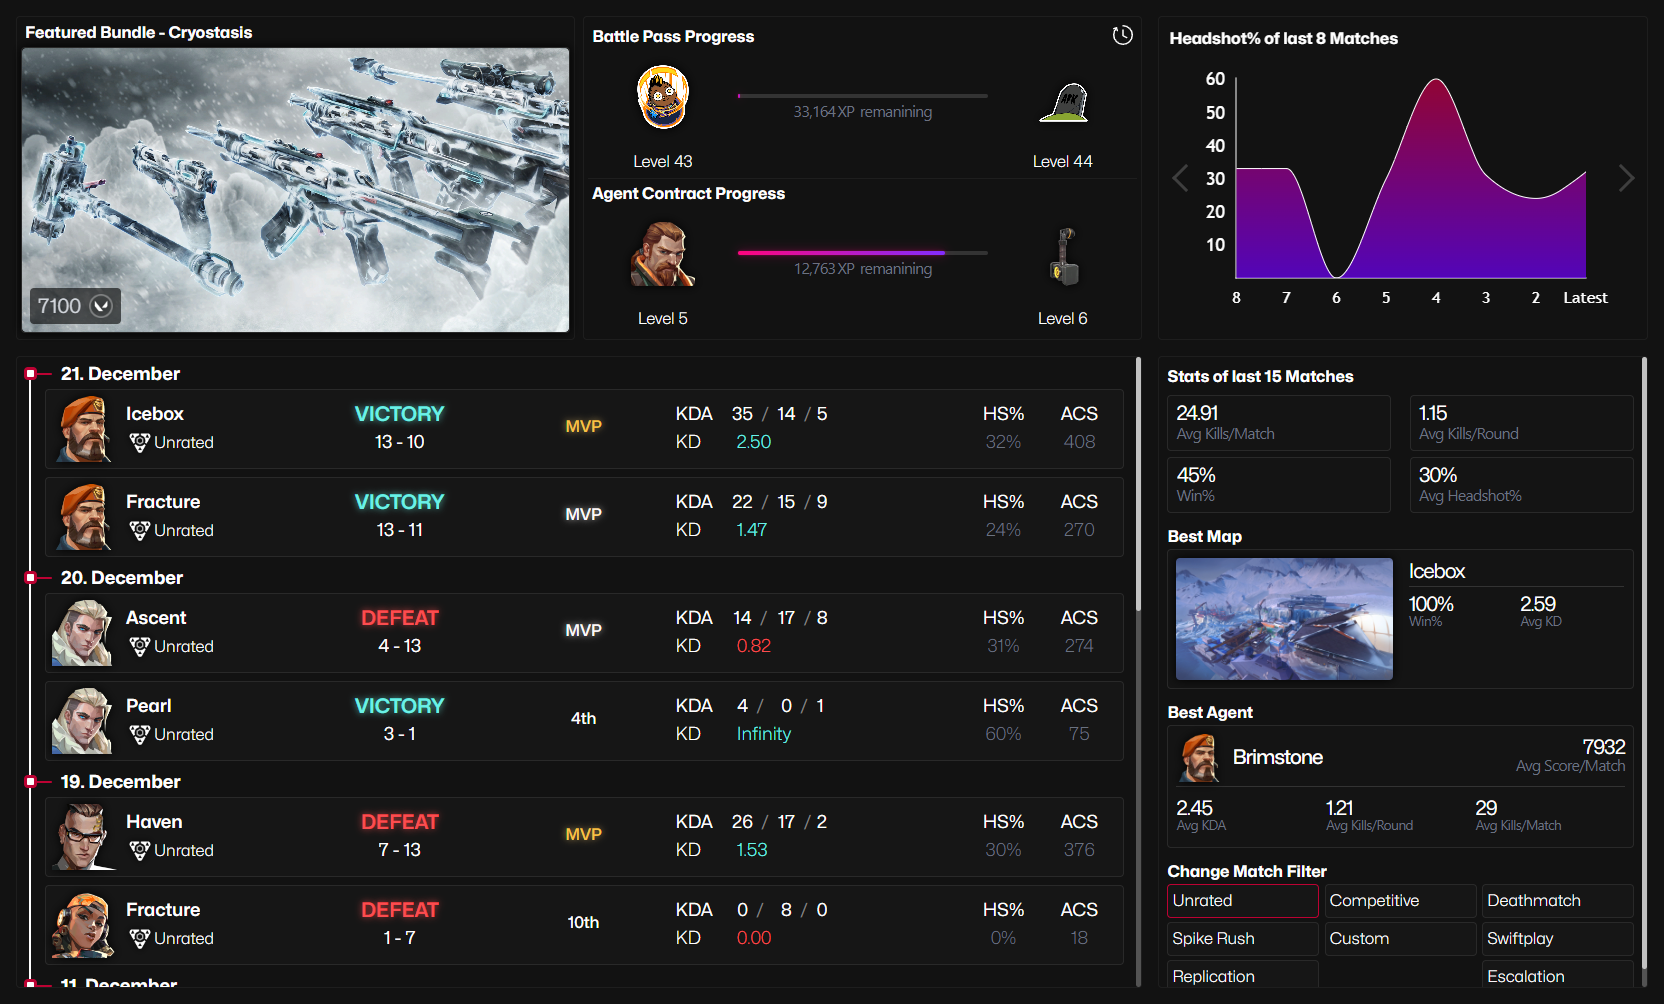 Featured Bundle - Cryostasis
7100
Battle Pass Progress
33,164XP remanining
Level 43
Level 44
Agent Contract Progress
12,763XP remanining
Level 5
Level 6
Headshot% of last 8 Matches
60
50
40
30
20
10
8 7 6 5 4 3 2 Latest
21. December
Icebox VICTORY MVP KDA 35 / 14 / 5 HS% ACS
Unrated 13 - 10 KD 2.50 32% 408
Fracture VICTORY MVP KDA 22 / 15 / 9 HS% ACS
Unrated 13 - 11 KD 1.47 24% 270
20. December
Ascent DEFEAT MVP KDA 14 / 17 / 8 HS% ACS
Unrated 4 - 13 KD 0.82 31% 274
Pearl VICTORY 4th KDA 4 / 0 / 1 HS% ACS
Unrated 3 - 1 KD Infinity 60% 75
19. December
Haven DEFEAT MVP KDA 26 / 17 / 2 HS% ACS
Unrated 7 - 13 KD 1.53 30% 376
Fracture DEFEAT 10th KDA 0 / 8 / 0 HS% ACS
Unrated 1 - 7 KD 0.00 0% 18
11. December
Stats of last 15 Matches
24.91 1.15
Avg Kills/Match Avg Kills/Round
45% 30%
Win% Avg Headshot%
Best Map
Icebox
100% 2.59
Win% Avg KD
Best Agent
Brimstone 7932
Avg Score/Match
2.45 1.21 29
Avg KDA Avg Kills/Round Avg Kills/Match
Change Match Filter
Unrated Competitive Deathmatch
Spike Rush Custom Swiftplay
Replication Escalation